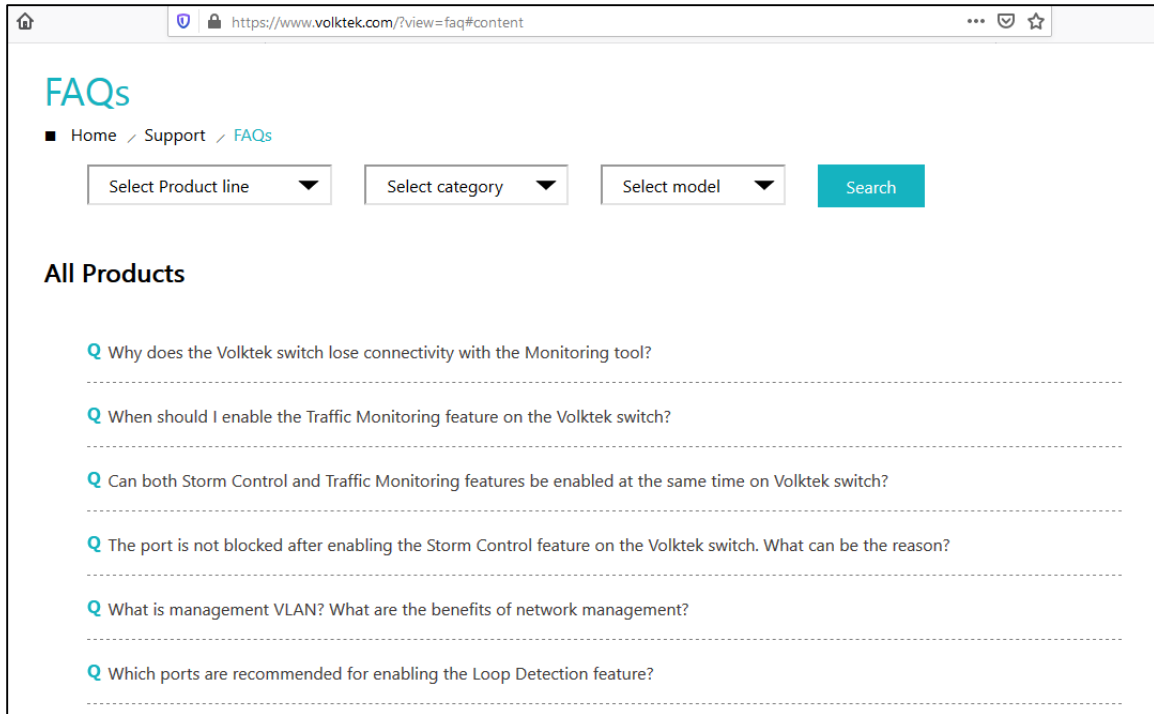 https://www.volktek.com/?view=faq#content
FAQs
Home / Support / FAQs
Select Product line Select category Select model Search
All Products
Q Why does the Volktek switch lose connectivity with the Monitoring tool?
Q When should I enable the Traffic Monitoring feature on the Volktek switch?
Q Can both Storm Control and Traffic Monitoring features be enabled at the same time on Volktek switch?
Q The port is not blocked after enabling the Storm Control feature on the Volktek switch. What can be the reason?
Q What is management VLAN? What are the benefits of network management?
Q Which ports are recommended for enabling the Loop Detection feature?